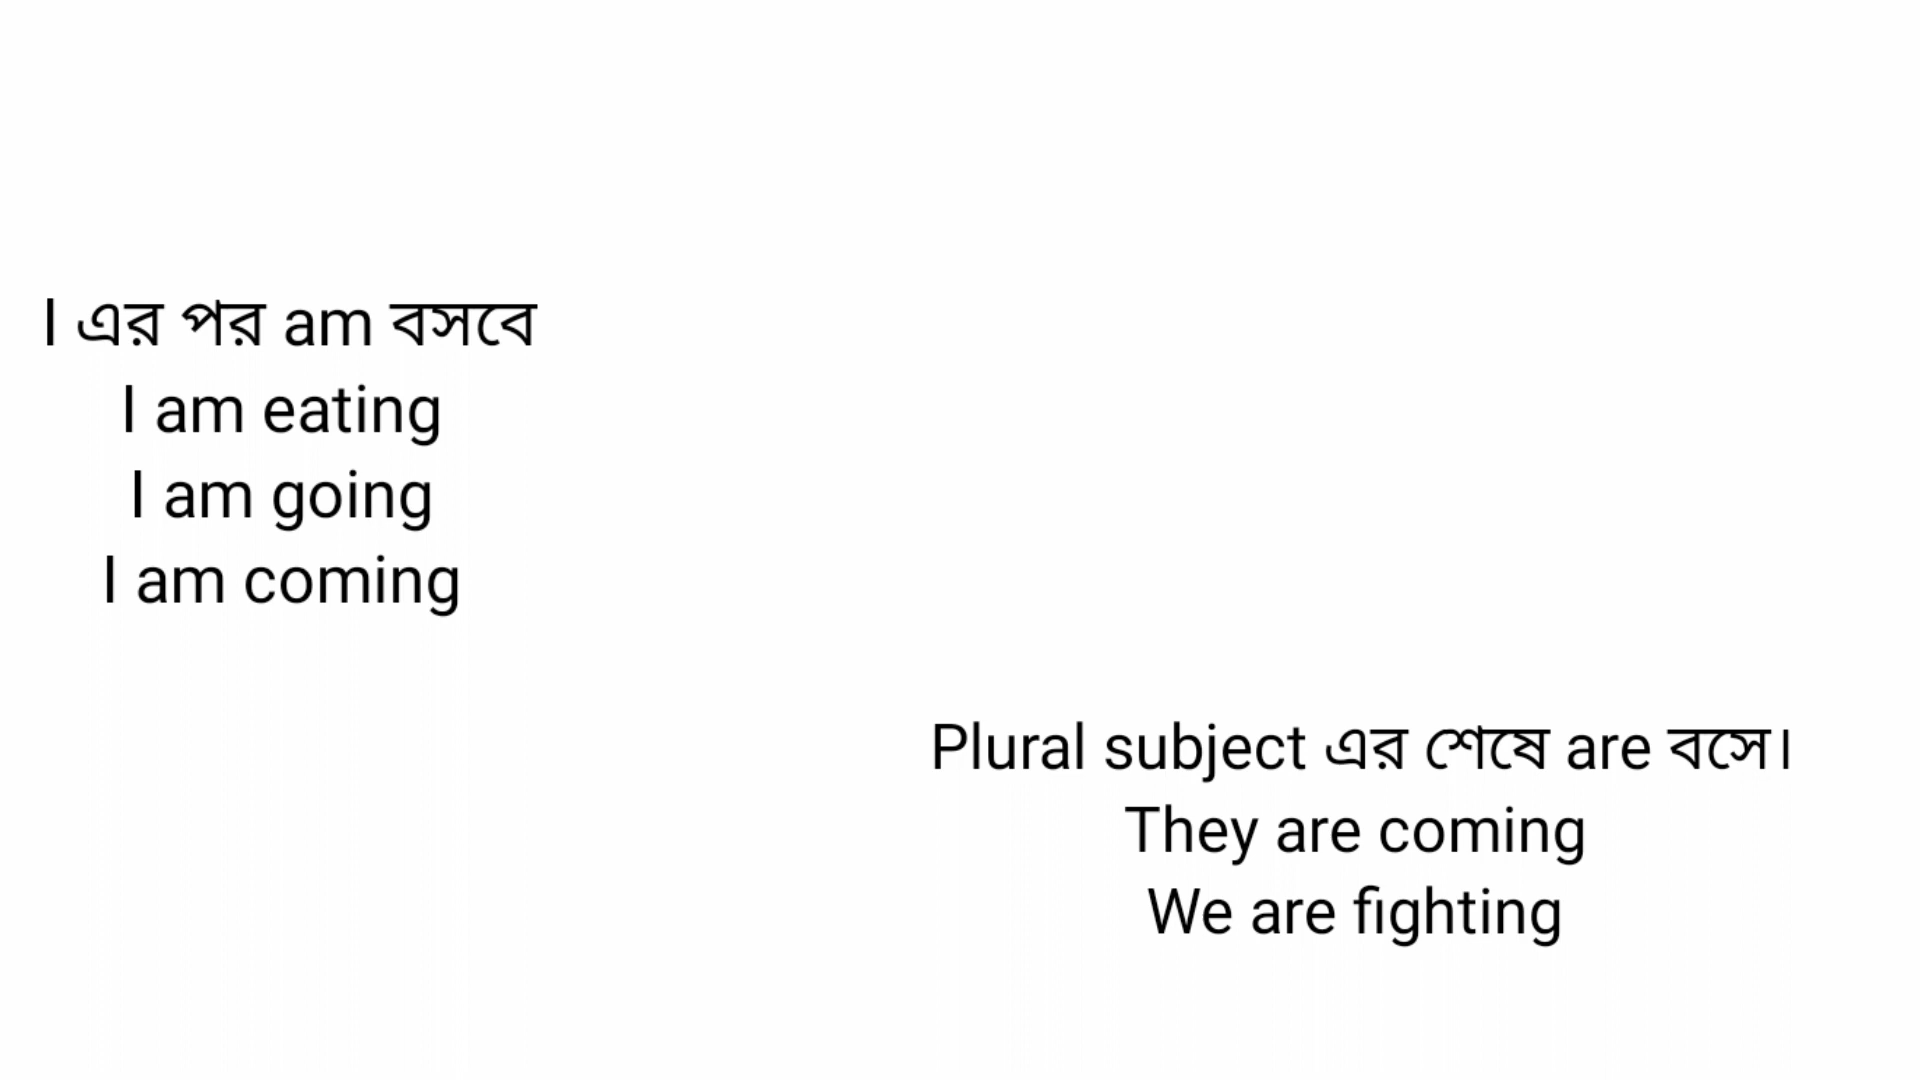 I এর পর am বসবে
I am eating
I am going
I am coming
Plural subject এর শেষে are বসে।
They are coming
We are fighting